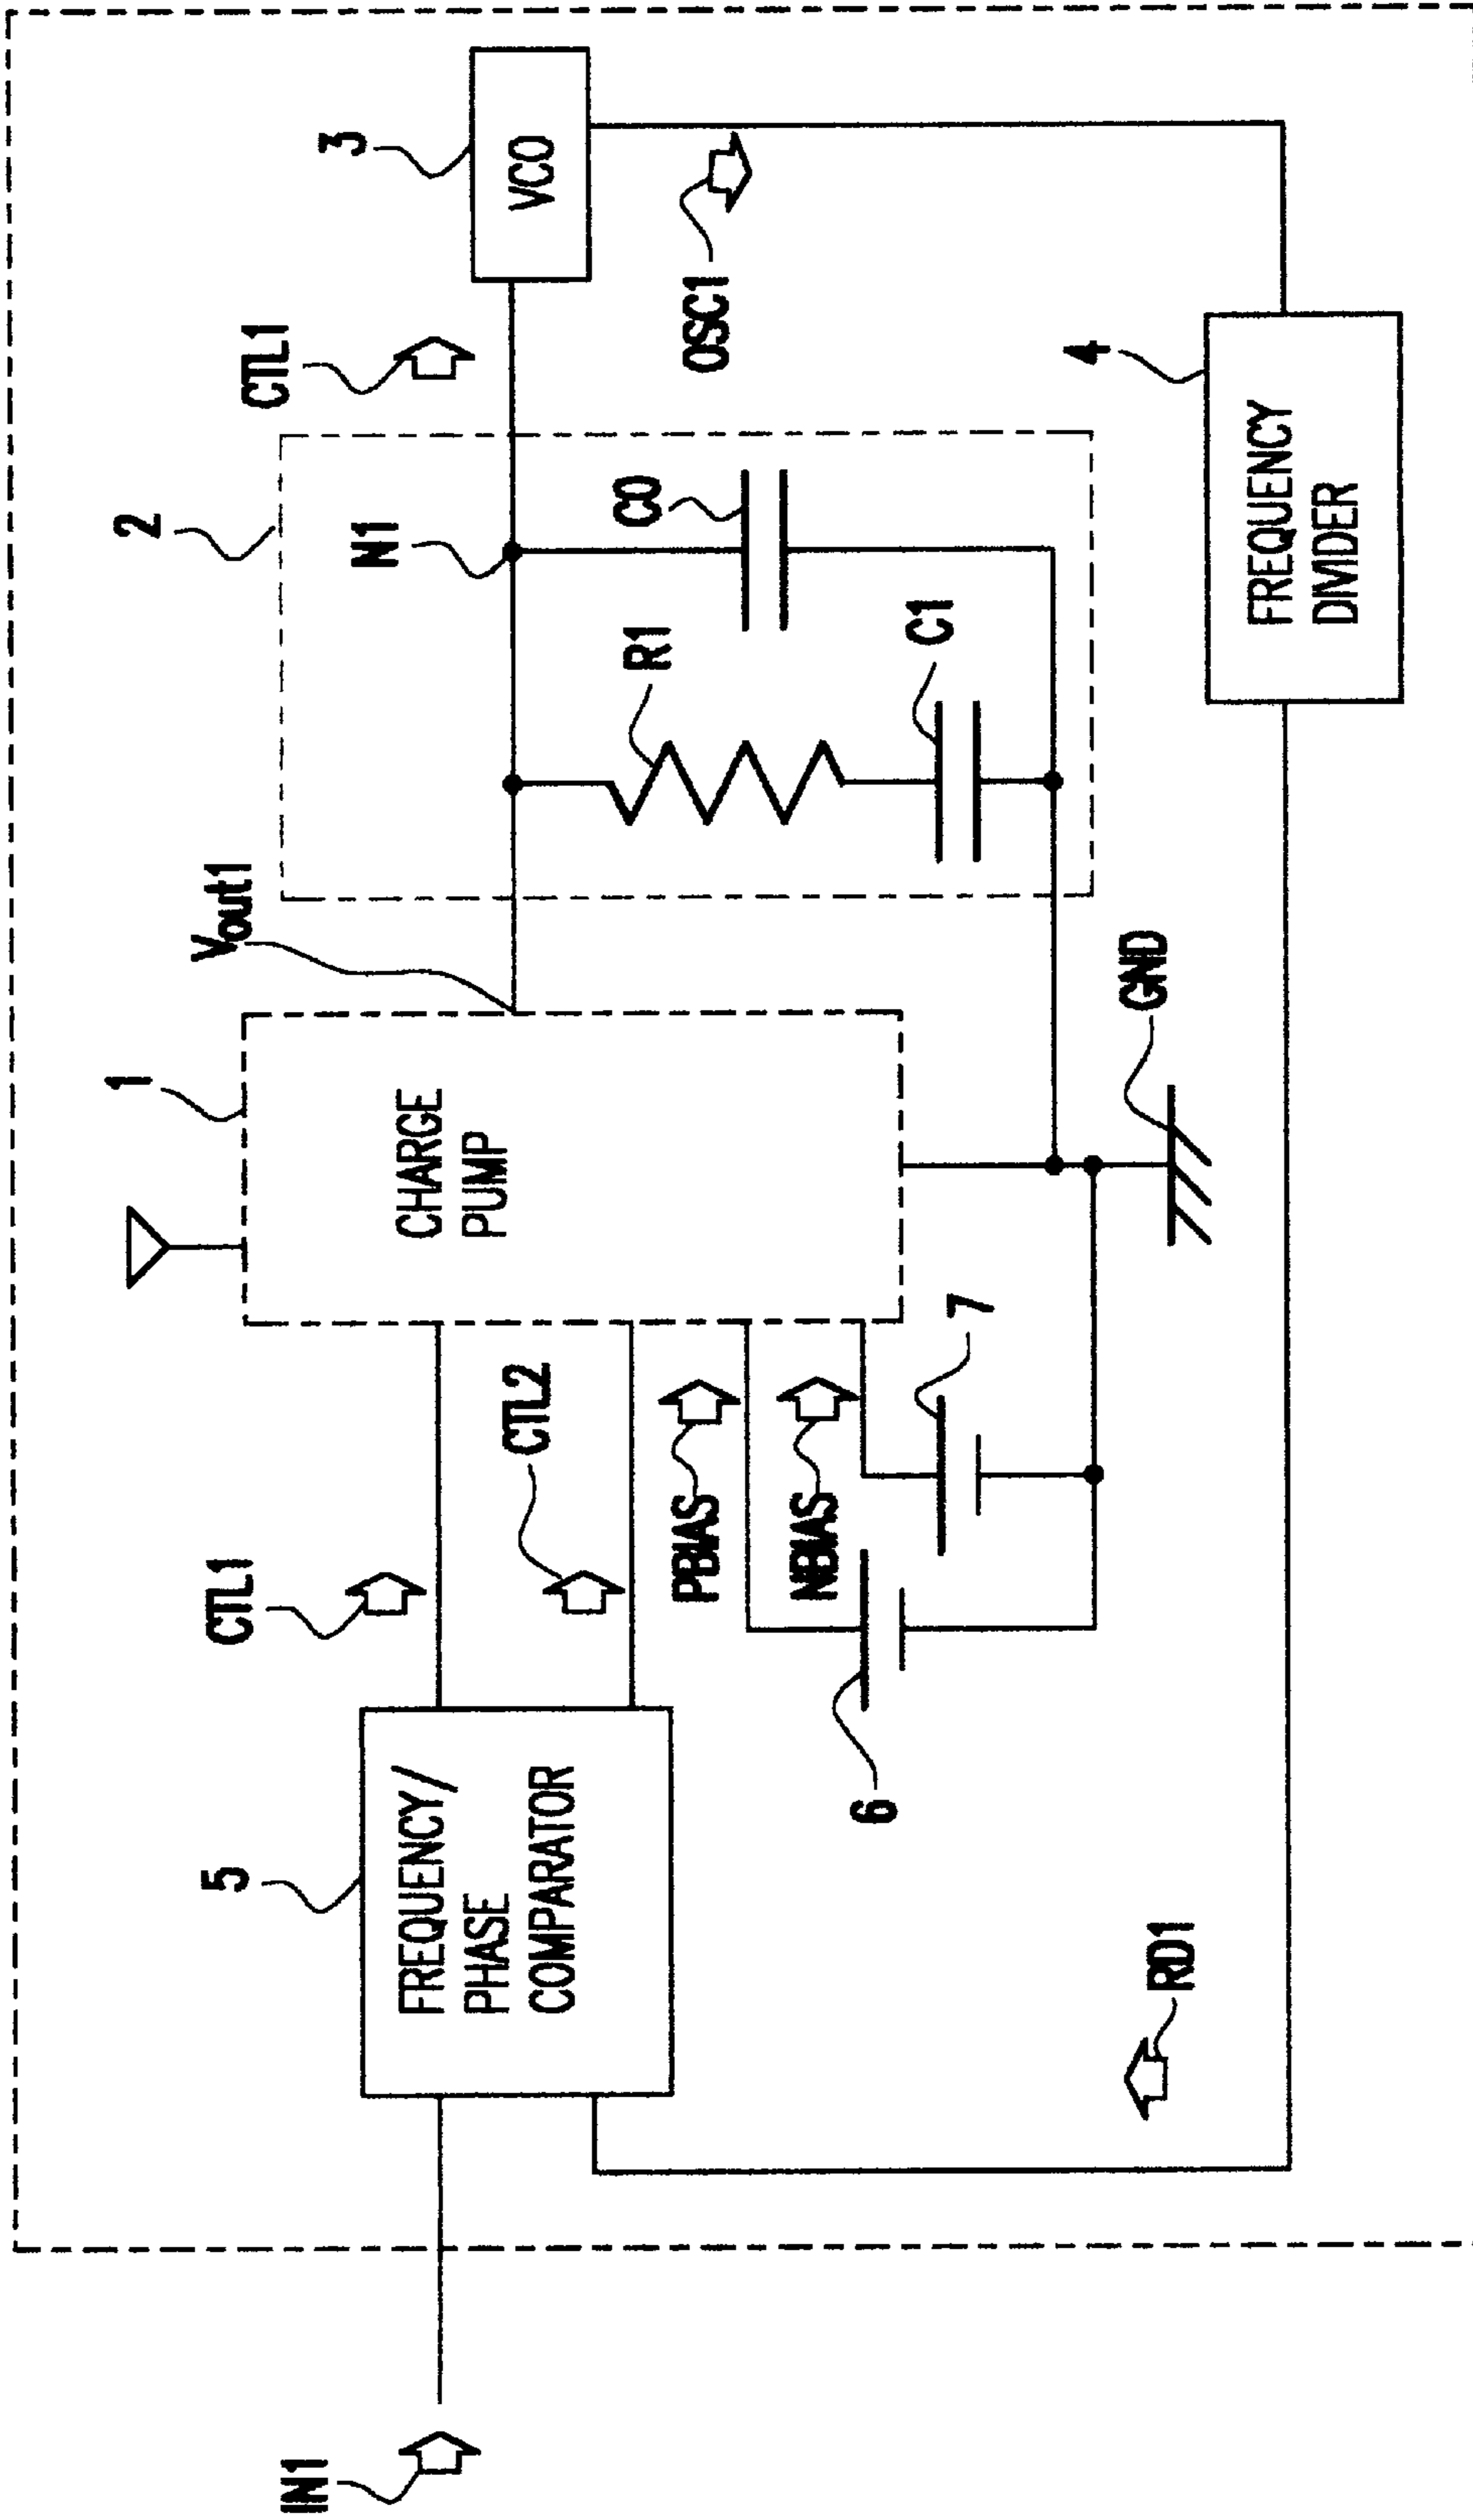 1
Vout1
2
N1
R1
C0
C1
CTL1
3
VCO
OSC1
4
FREQUENCY
DIVIDER
CHARGE
PUMP
GND
CTL1
CTL2
PBIAS
NBIAS
7
6
5
FREQUENCY/
PHASE
COMPARATOR
RD1
IN1